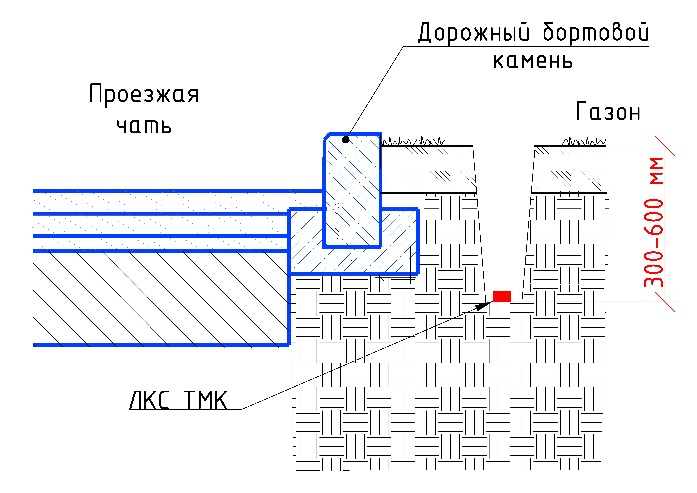 Дорожный бортовой
камень
Проезжая
чать
Газон
300-600 мм
ЛКС ТМК